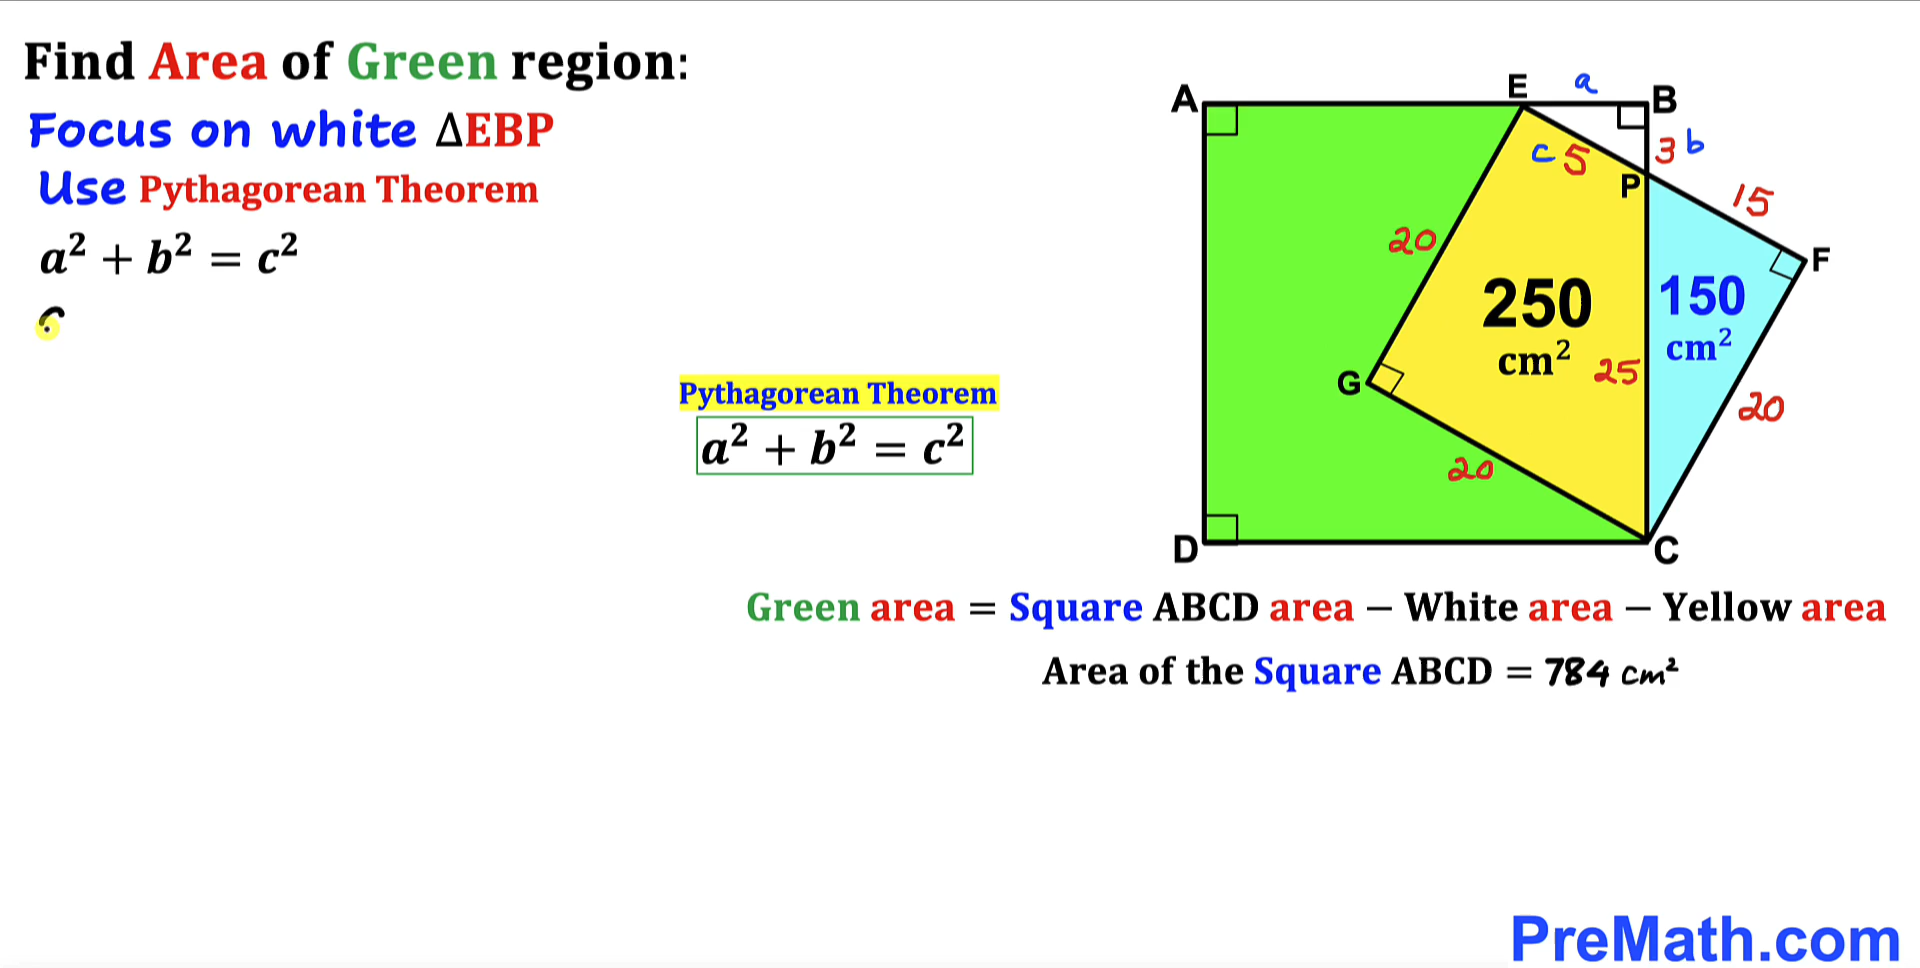 Find Area of Green region:
Focus on white ΔEBP
Use Pythagorean Theorem
a² + b² = c²
Pythagorean Theorem
a² + b² = c²
A
E
a
B
3 b
c 5
P
15
F
20
250
cm²
150
cm²
25
G
20
20
D
C
Green area = Square ABCD area – White area – Yellow area
Area of the Square ABCD = 784 cm²
PreMath.com